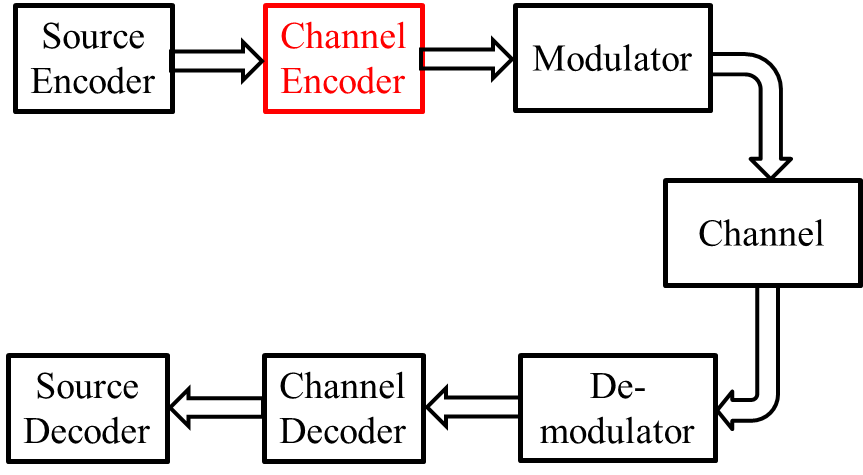 Source
Encoder
Channel
Encoder
Modulator
Channel
Source
Decoder
Channel
Decoder
De-
modulator